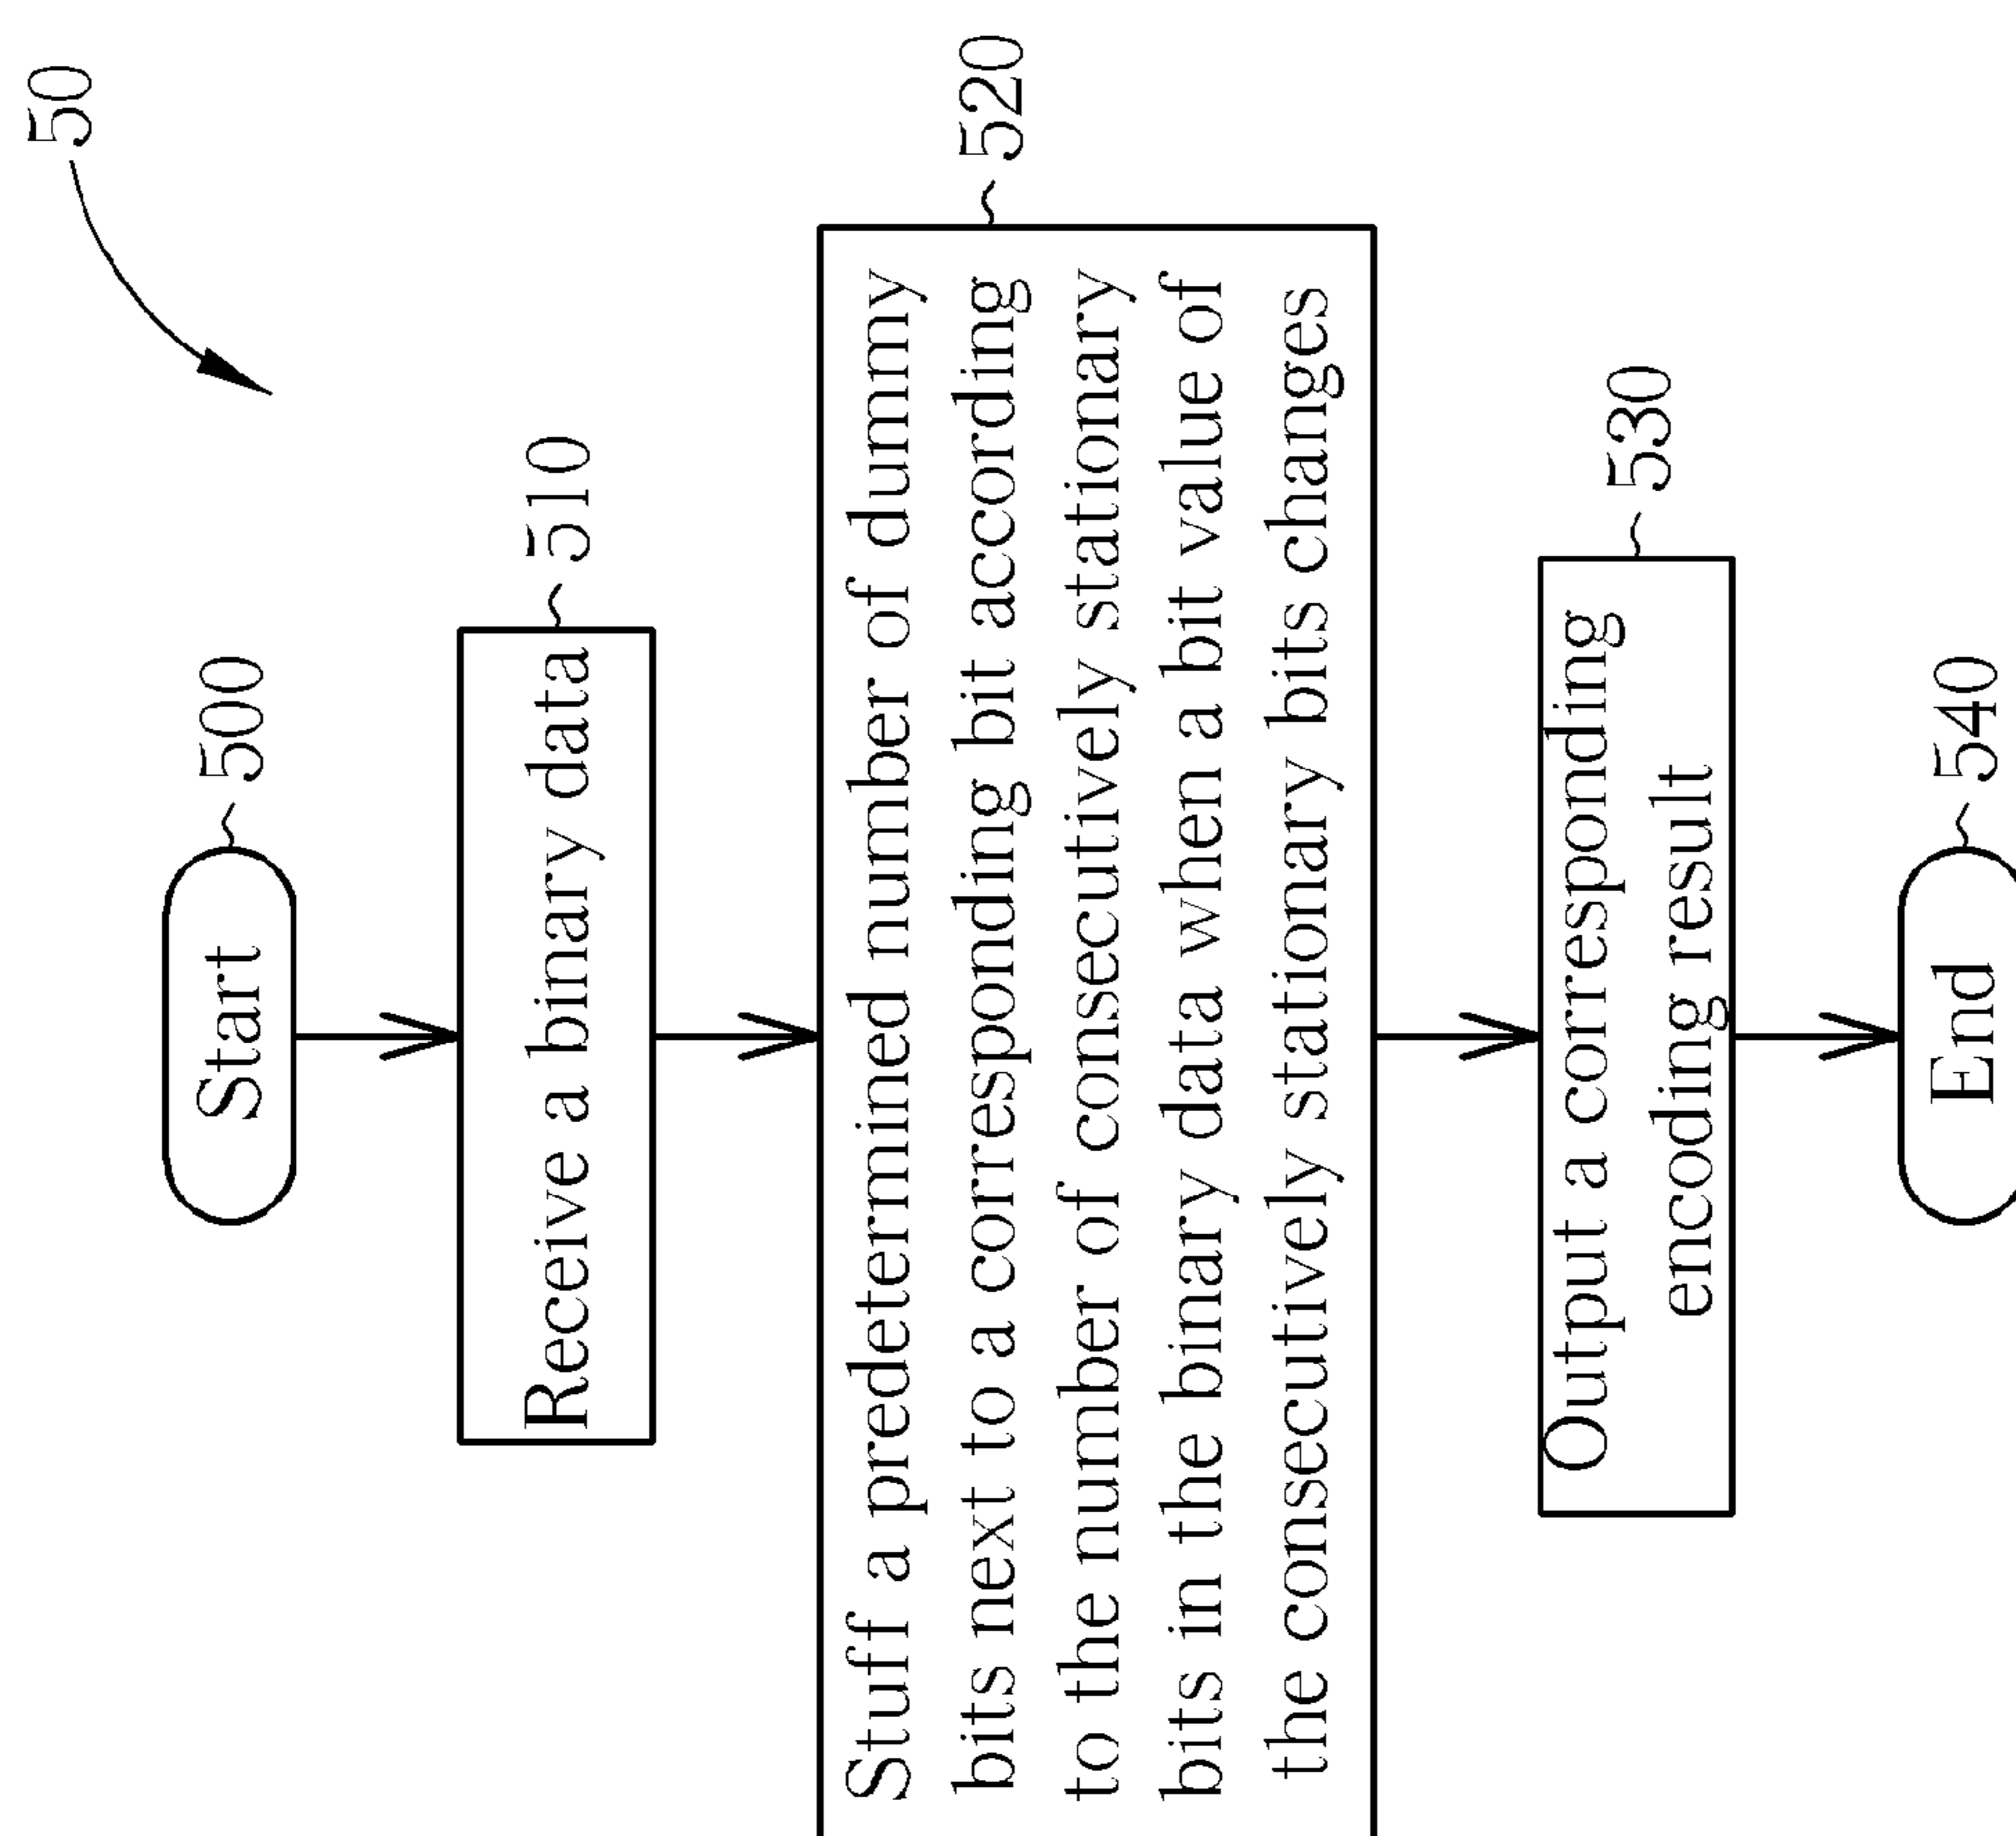 50
Start
500
Receive a binary data
510
Stuff a predetermined number of dummy
bits next to a corresponding bit according
to the number of consecutively stationary
bits in the binary data when a bit value of
the consecutively stationary bits changes
520
Output a corresponding
encoding result
530
End
540